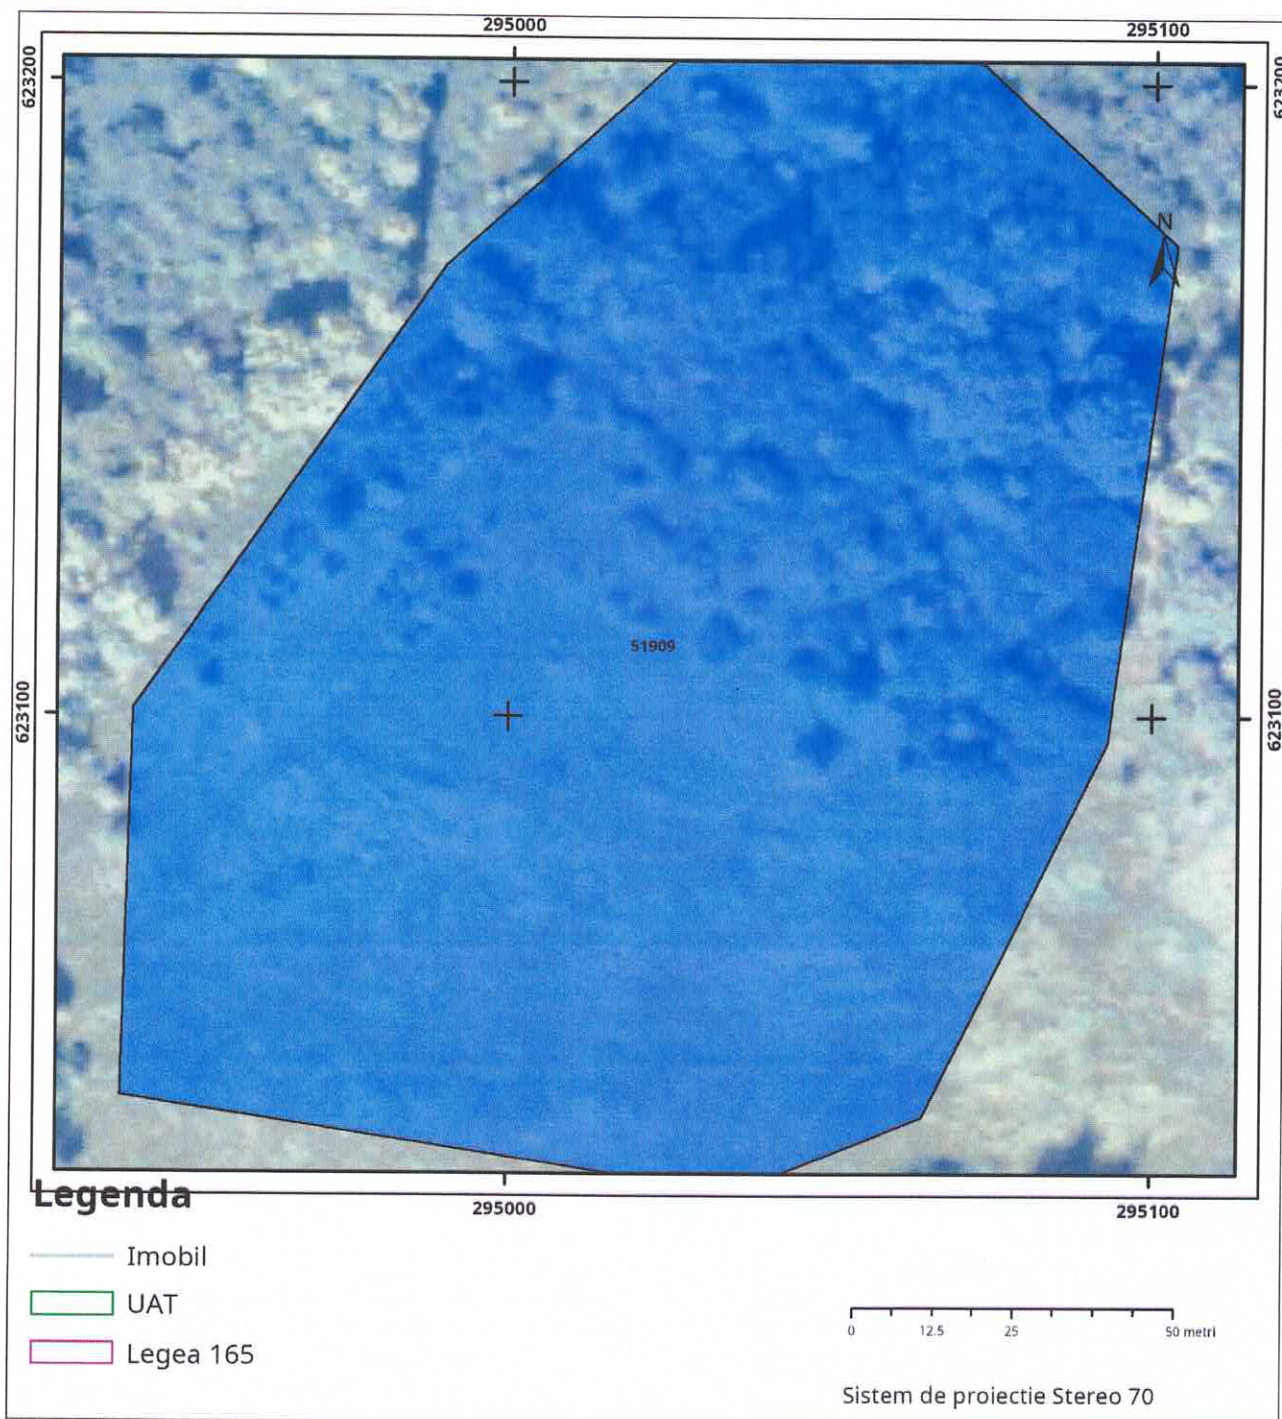 295000
295100
623200
623200
N
51909
623100
623100
295000
295100
Legenda
Imobil
UAT
Legea 165
0
12.5
25
50 metri
Sistem de proiectie Stereo 70